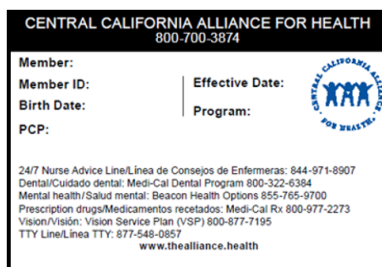 CENTRAL CALIFORNIA ALLIANCE FOR HEALTH
800-700-3874
Member:
Member ID:
Effective Date:
Birth Date:
Program:
PCP:
CENTRAL CALIFORNIA ALLIANCE
· FOR HEALTH ·
24/7 Nurse Advice Line/Línea de Consejos de Enfermeras: 844-971-8907
Dental/Cuidado dental: Medi-Cal Dental Program 800-322-6384
Mental health/Salud mental: Beacon Health Options 855-765-9700
Prescription drugs/Medicamentos recetados: Medi-Cal Rx 800-977-2273
Vision/Visión: Vision Service Plan (VSP) 800-877-7195
TTY Line/Línea TTY: 877-548-0857
www.thealliance.health